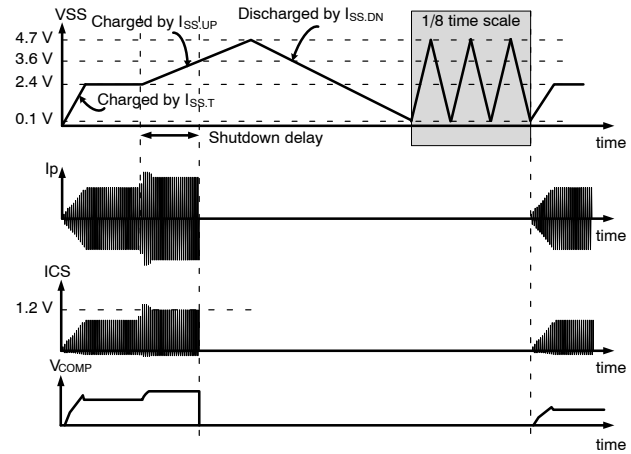 VSS
Charged by ISS.UP
Discharged by ISS.DN
1/8 time scale
4.7 V
3.6 V
2.4 V
Charged by ISS.T
0.1 V
Shutdown delay
time
Ip
time
ICS
1.2 V
time
VCOMP
time